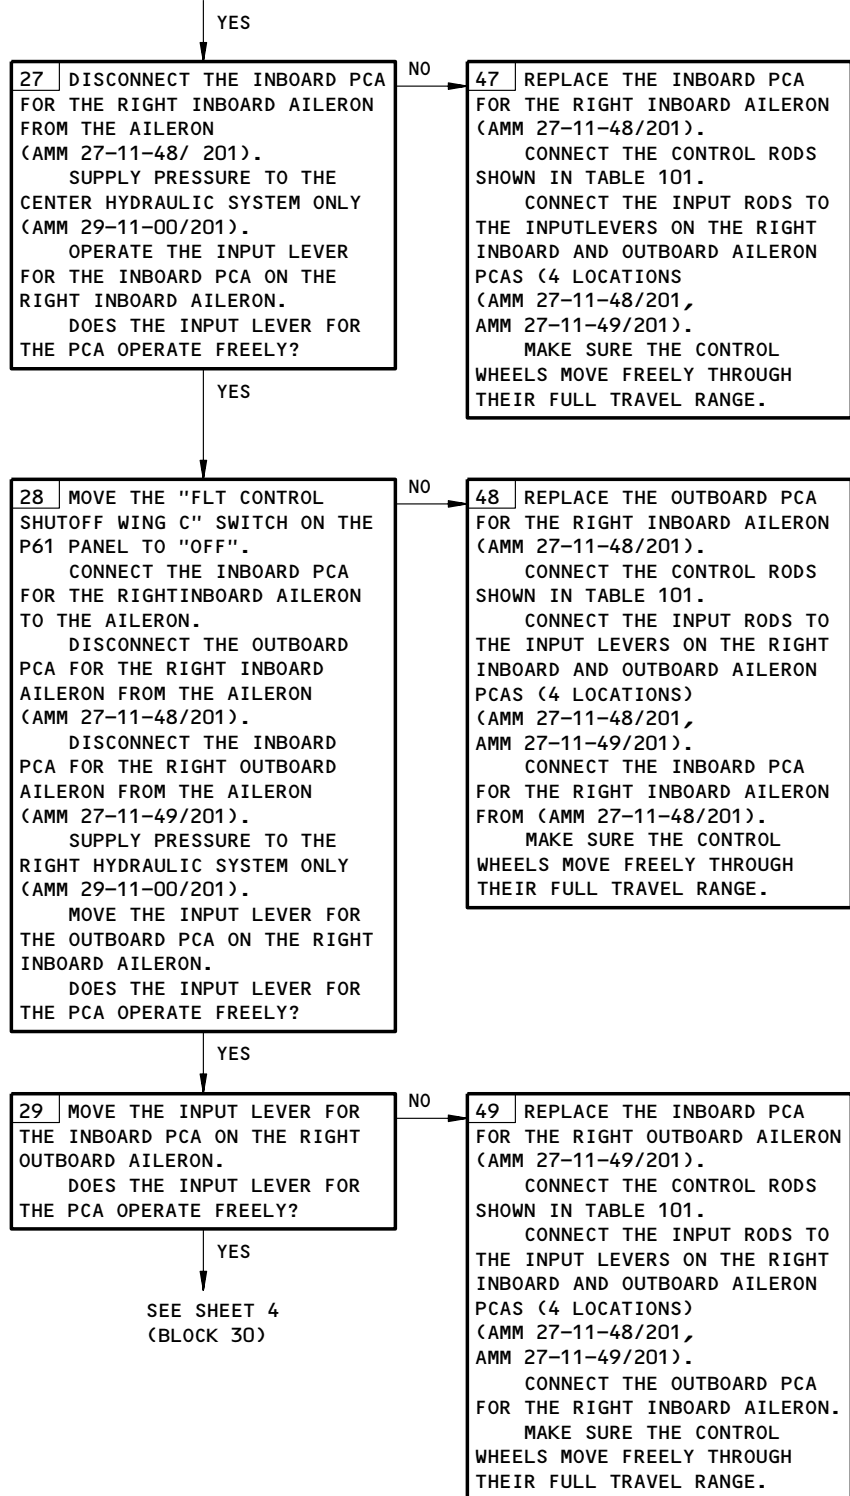 YES
27 DISCONNECT THE INBOARD PCA
FOR THE RIGHT INBOARD AILERON
FROM THE AILERON
(AMM 27-11-48/ 201).
SUPPLY PRESSURE TO THE
CENTER HYDRAULIC SYSTEM ONLY
(AMM 29-11-00/201).
OPERATE THE INPUT LEVER
FOR THE INBOARD PCA ON THE
RIGHT INBOARD AILERON.
DOES THE INPUT LEVER FOR
THE PCA OPERATE FREELY?
NO
47 REPLACE THE INBOARD PCA
FOR THE RIGHT INBOARD AILERON
(AMM 27-11-48/201).
CONNECT THE CONTROL RODS
SHOWN IN TABLE 101.
CONNECT THE INPUT RODS TO
THE INPUTLEVERS ON THE RIGHT
INBOARD AND OUTBOARD AILERON
PCAS (4 LOCATIONS
(AMM 27-11-48/201,
AMM 27-11-49/201).
MAKE SURE THE CONTROL
WHEELS MOVE FREELY THROUGH
THEIR FULL TRAVEL RANGE.
YES
28 MOVE THE "FLT CONTROL
SHUTOFF WING C" SWITCH ON THE
P61 PANEL TO "OFF".
CONNECT THE INBOARD PCA
FOR THE RIGHTINBOARD AILERON
TO THE AILERON.
DISCONNECT THE OUTBOARD
PCA FOR THE RIGHT INBOARD
AILERON FROM THE AILERON
(AMM 27-11-48/201).
DISCONNECT THE INBOARD
PCA FOR THE RIGHT OUTBOARD
AILERON FROM THE AILERON
(AMM 27-11-49/201).
SUPPLY PRESSURE TO THE
RIGHT HYDRAULIC SYSTEM ONLY
(AMM 29-11-00/201).
MOVE THE INPUT LEVER FOR
THE OUTBOARD PCA ON THE RIGHT
INBOARD AILERON.
DOES THE INPUT LEVER FOR
THE PCA OPERATE FREELY?
NO
48 REPLACE THE OUTBOARD PCA
FOR THE RIGHT INBOARD AILERON
(AMM 27-11-48/201).
CONNECT THE CONTROL RODS
SHOWN IN TABLE 101.
CONNECT THE INPUT RODS TO
THE INPUT LEVERS ON THE RIGHT
INBOARD AND OUTBOARD AILERON
PCAS (4 LOCATIONS)
(AMM 27-11-48/201,
AMM 27-11-49/201).
CONNECT THE INBOARD PCA
FOR THE RIGHT INBOARD AILERON
FROM (AMM 27-11-48/201).
MAKE SURE THE CONTROL
WHEELS MOVE FREELY THROUGH
THEIR FULL TRAVEL RANGE.
YES
29 MOVE THE INPUT LEVER FOR
THE INBOARD PCA ON THE RIGHT
OUTBOARD AILERON.
DOES THE INPUT LEVER FOR
THE PCA OPERATE FREELY?
NO
49 REPLACE THE INBOARD PCA
FOR THE RIGHT OUTBOARD AILERON
(AMM 27-11-49/201).
CONNECT THE CONTROL RODS
SHOWN IN TABLE 101.
CONNECT THE INPUT RODS TO
THE INPUT LEVERS ON THE RIGHT
INBOARD AND OUTBOARD AILERON
PCAS (4 LOCATIONS)
(AMM 27-11-48/201,
AMM 27-11-49/201).
CONNECT THE OUTBOARD PCA
FOR THE RIGHT INBOARD AILERON.
MAKE SURE THE CONTROL
WHEELS MOVE FREELY THROUGH
THEIR FULL TRAVEL RANGE.
YES
SEE SHEET 4
(BLOCK 30)